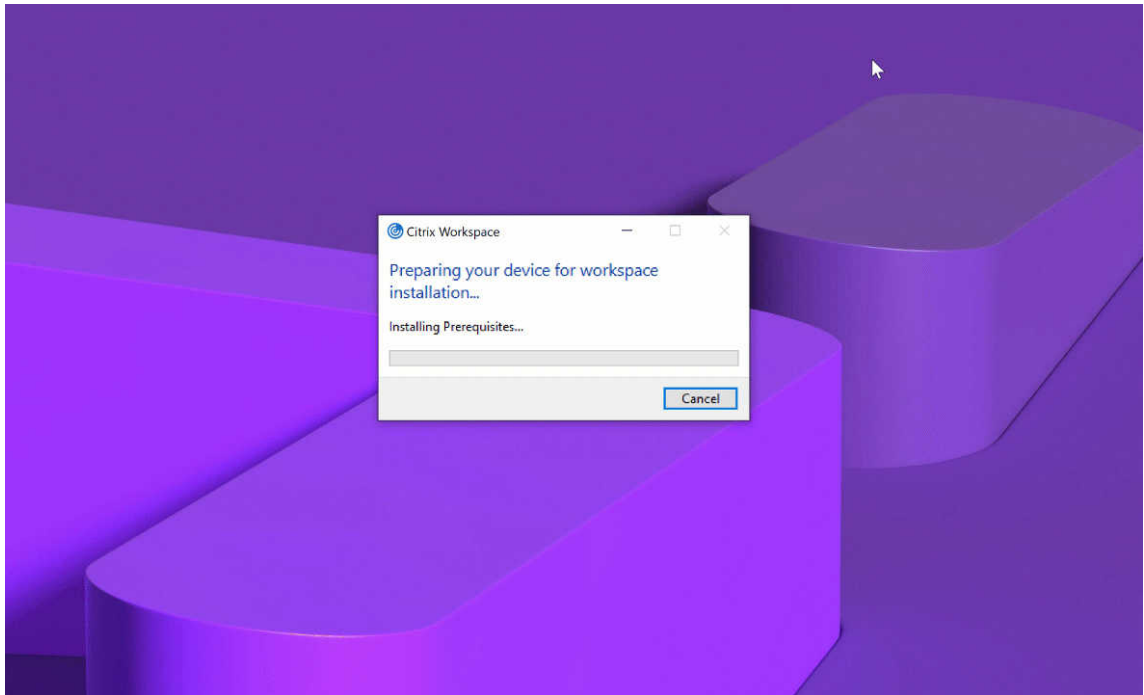 Citrix Workspace
Preparing your device for workspace
installation...
Installing Prerequisites...
Cancel